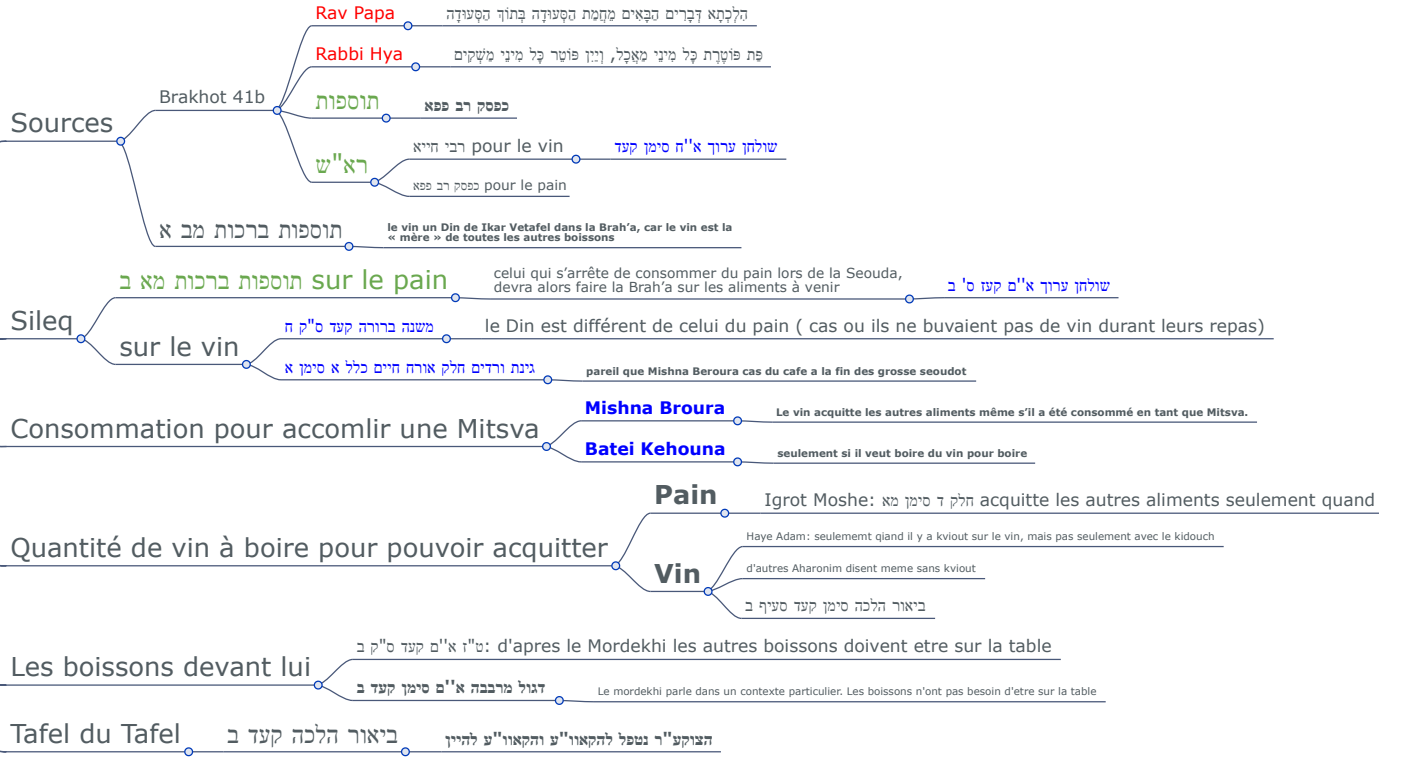 Sources
Brakhot 41b
Rav Papa
הִלְכְתָא דְּבָרִים הַבָּאִים מֵחֲמַת הַסְּעוּדָה בְּתוֹךְ הַסְּעוּדָה
Rabbi Hya
פַּת פּוֹטֶרֶת כָּל מִינֵי מַאֲכָל, וְיַיִן פּוֹטֵר כָּל מִינֵי מַשְׁקִים
תוספות
כפסק רב פפא
רא"ש
רבי חייא pour le vin
שולחן ערוך א''ח סימן קעד
כפסק רב פפא pour le pain
תוספות ברכות מב א
le vin un Din de Ikar Vetafel dans la Brah’a, car le vin est la
« mère » de toutes les autres boissons
Sileq
תוספות ברכות מא ב sur le pain
celui qui s’arrête de consommer du pain lors de la Seouda,
devra alors faire la Brah’a sur les aliments à venir
שולחן ערוך א''ם קעז ס' ב
sur le vin
משנה ברורה קעד ס"ק ח
le Din est différent de celui du pain ( cas ou ils ne buvaient pas de vin durant leurs repas)
גינת ורדים חלק אורח חיים כלל א סימן א
pareil que Mishna Beroura cas du cafe a la fin des grosse seoudot
Consommation pour accomlir une Mitsva
Mishna Broura
Le vin acquitte les autres aliments même s’il a été consommé en tant que Mitsva.
Batei Kehouna
seulement si il veut boire du vin pour boire
Quantité de vin à boire pour pouvoir acquitter
Pain
Igrot Moshe: חלק ד סימן מא acquitte les autres aliments seulement quand
Vin
Haye Adam: seulememt qiand il y a kviout sur le vin, mais pas seulement avec le kidouch
d'autres Aharonim disent meme sans kviout
ביאור הלכה סימן קעד סעיף ב
Les boissons devant lui
ט"ז א''ם קעד ס"ק ב: d'apres le Mordekhi les autres boissons doivent etre sur la table
דגול מרבבה א''ם סימן קעד ב
Le mordekhi parle dans un contexte particulier. Les boissons n'ont pas besoin d'etre sur la table
Tafel du Tafel
ביאור הלכה קעד ב
הצוקע"ר נטפל להקאוו"ע והקאוו"ע להיין